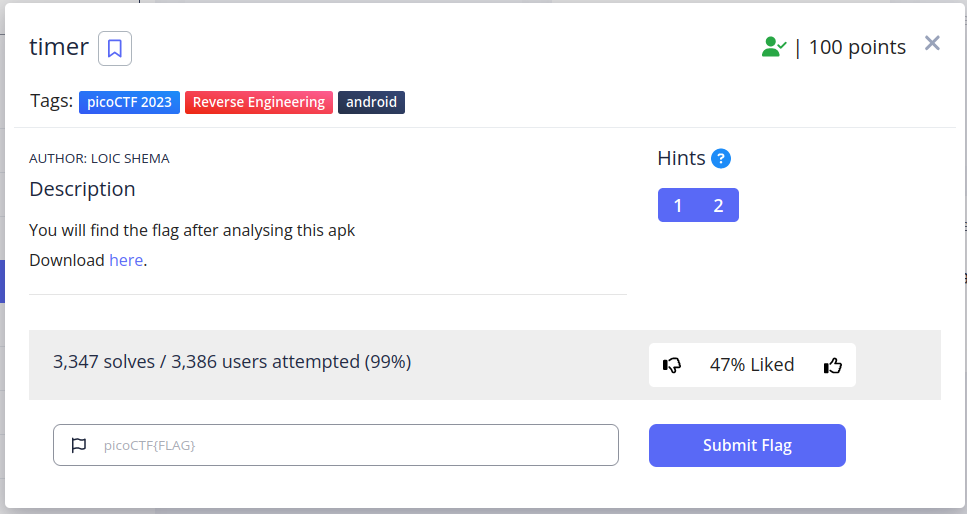 timer
| 100 points
Tags: picoCTF 2023 Reverse Engineering android
AUTHOR: LOIC SHEMA
Description
You will find the flag after analysing this apk
Download here.
Hints ?
1 2
3,347 solves / 3,386 users attempted (99%)
47% Liked
picoCTF{FLAG}
Submit Flag